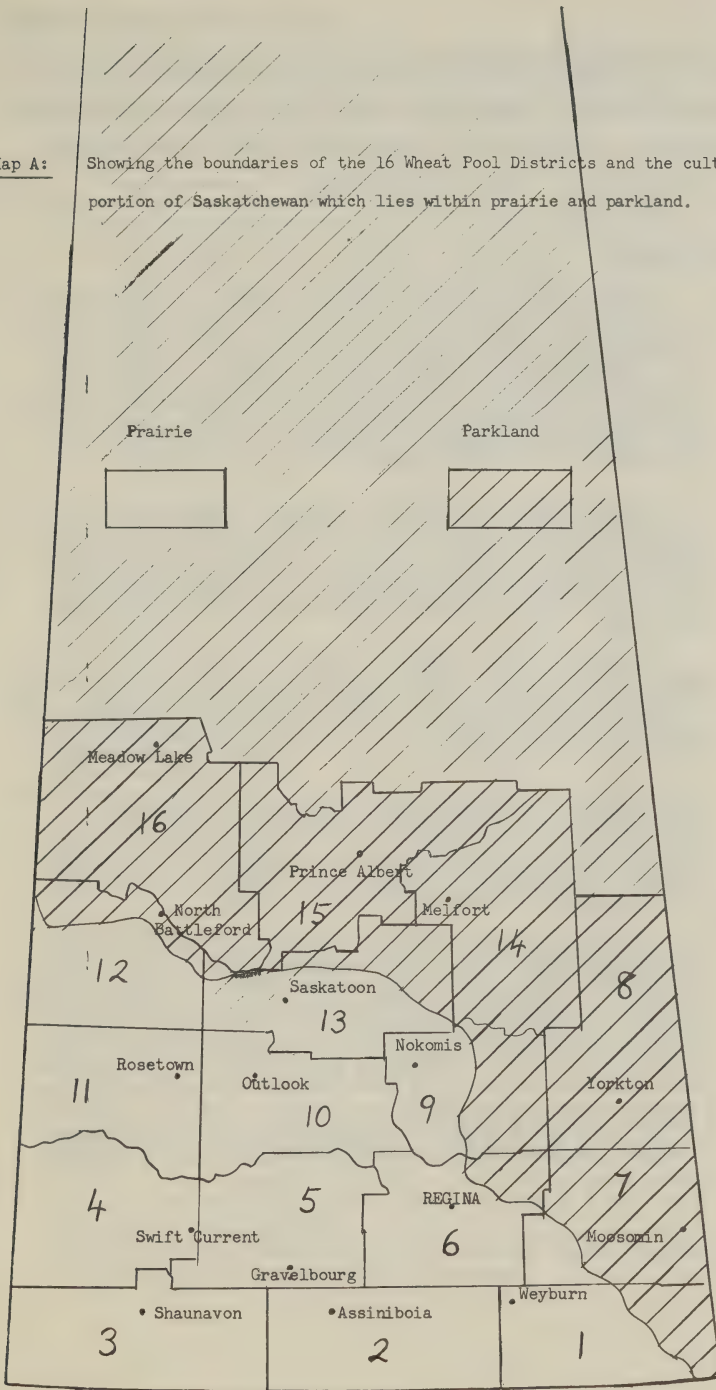 ap A: Showing the boundaries of the 16 Wheat Pool Districts and the cult
portion of Saskatchewan which lies within prairie and parkland.
Prairie Parkland
Meadow Lake
16
Prince Albert
North
Battleford
15
Melfort
14
12
8
Saskatoon
13
Nokomis
Rosetown
Outlook
Yorkton
11
10
9
7
4
5
REGINA
Swift Current
6
Moosomin
Gravelbourg
Weyburn
Shaunavon
Assiniboia
3
2
1